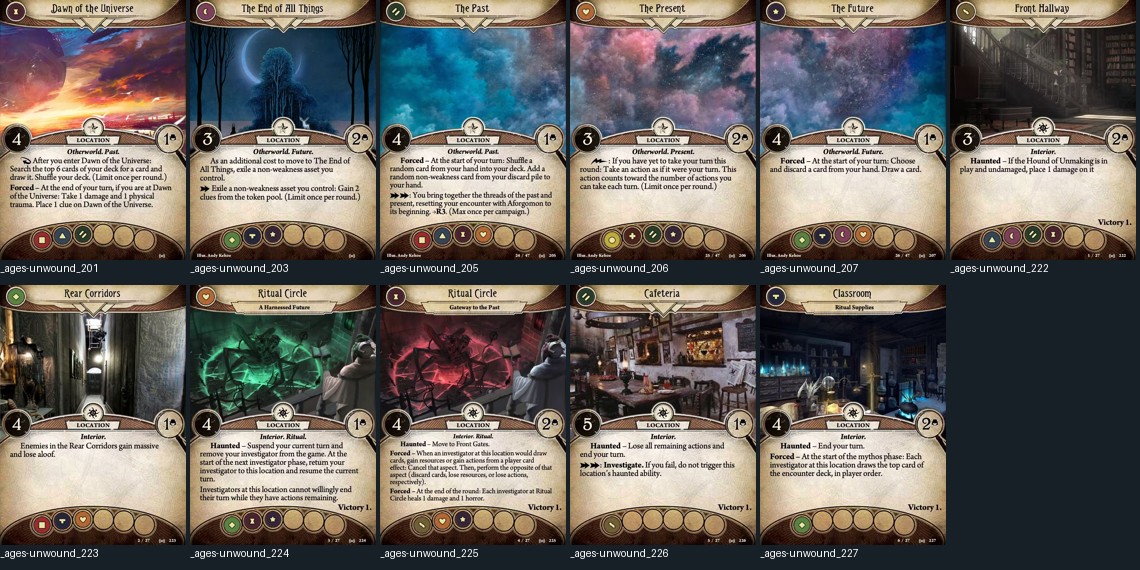 Dawn of the Universe
4
LOCATION
1
Otherworld. Past.
After you enter Dawn of the Universe:
Search the top 6 cards of your deck for a card and
draw it. Shuffle your deck. (Limit once per round.)
Forced – At the end of your turn, if you are at Dawn
of the Universe: Take 1 damage and 1 physical
trauma. Place 1 clue on Dawn of the Universe.
Illus. Andy Kehoe
_ages-unwound_201
The End of All Things
3
LOCATION
2
Otherworld. Future.
As an additional cost to move to The End of
All Things, exile a non-weakness asset you
control.
Exile a non-weakness asset you control: Gain 2
clues from the token pool. (Limit once per round.)
Illus. Andy Kehoe
_ages-unwound_203
The Past
4
LOCATION
1
Otherworld. Past.
Forced – At the start of your turn: Shuffle a
random card from your hand into your deck. Add a
random non-weakness card from your discard pile to
your hand.
: You bring together the threads of the past and
present, resetting your encounter with Aforgomon to
its beginning. →R3. (Max once per campaign.)
Illus. Andy Kehoe
205
_ages-unwound_205
The Present
3
LOCATION
2
Otherworld. Present.
: If you have yet to take your turn this
round: Take an action as if it were your turn. This
action counts toward the number of actions you
can take each turn. (Limit once per round.)
Illus. Andy Kehoe
206
_ages-unwound_206
The Future
4
LOCATION
1
Otherworld. Future.
Forced – At the start of your turn: Choose
and discard a card from your hand. Draw a card.
Illus. Andy Kehoe
207
_ages-unwound_207
Front Hallway
3
LOCATION
2
Interior.
Haunted – If the Hound of Unmaking is in
play and undamaged, place 1 damage on it
Victory 1.
222
_ages-unwound_222
Rear Corridors
4
LOCATION
1
Interior.
Enemies in the Rear Corridors gain massive
and lose aloof.
223
_ages-unwound_223
Ritual Circle
A Harnessed Future
4
LOCATION
1
Interior. Ritual.
Haunted – Suspend your current turn and
remove your investigator from the game. At the
start of the next investigator phase, return your
investigator to this location and resume the current
turn.
Investigators at this location cannot willingly end
their turn while they have actions remaining.
Victory 1.
224
_ages-unwound_224
Ritual Circle
Gateway to the Past
4
LOCATION
2
Interior. Ritual.
Haunted – Move to Front Gates.
Forced – When an investigator at this location would draw
cards, gain resources or gain actions from a player card
effect: Cancel that aspect. Then, perform the opposite of that
aspect (discard cards, lose resources, or lose actions,
respectively).
Forced – At the end of the round: Each investigator at Ritual
Circle heals 1 damage and 1 horror.
Victory 1.
225
_ages-unwound_225
Cafeteria
5
LOCATION
1
Interior.
Haunted – Lose all remaining actions and
end your turn.
: Investigate. If you fail, do not trigger this
location's haunted ability.
Victory 1.
226
_ages-unwound_226
Classroom
Ritual Supplies
4
LOCATION
2
Interior.
Haunted – End your turn.
Forced – At the start of the mythos phase: Each
investigator at this location draws the top card of
the encounter deck, in player order.
227
_ages-unwound_227